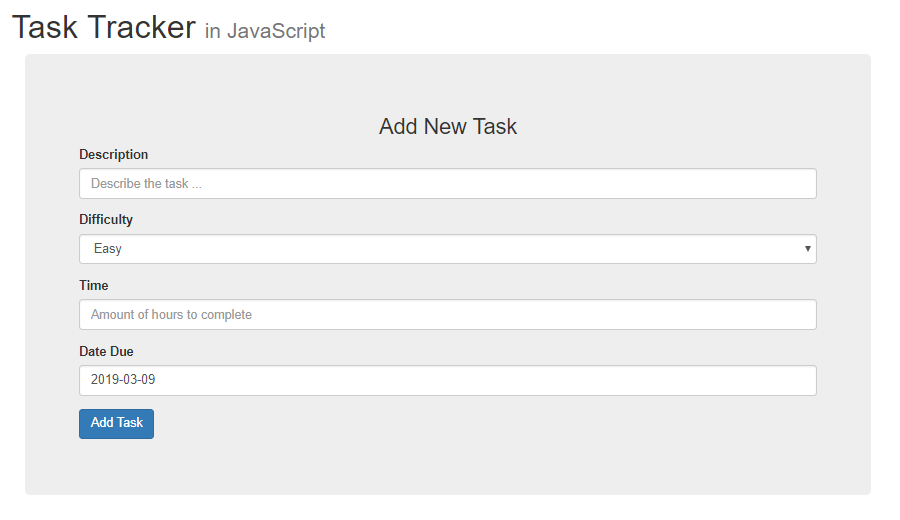 Task Tracker in JavaScript
Add New Task
Description
Describe the task ...
Difficulty
Easy
Time
Amount of hours to complete
Date Due
2019-03-09
Add Task